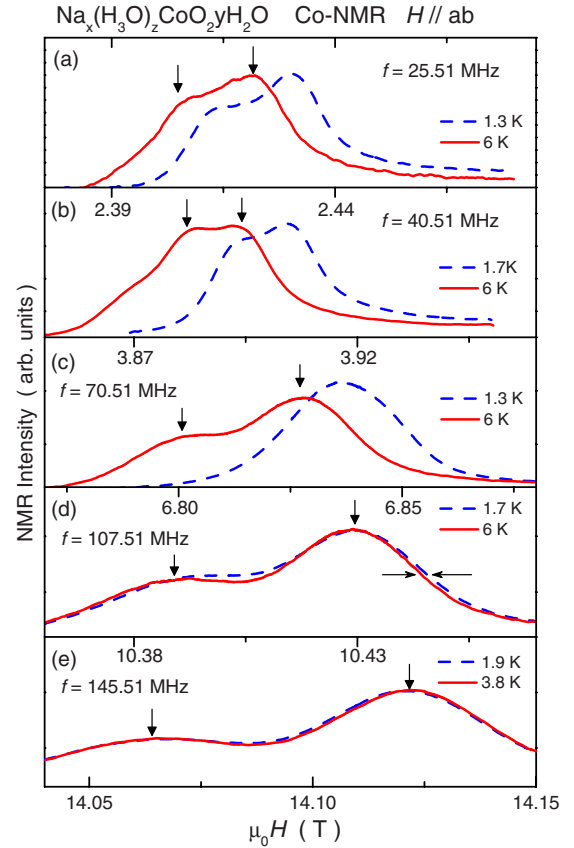 Naₓ(H₃O)_zCoO₂yH₂O Co-NMR H // ab
(a)
f = 25.51 MHz
1.3 K
6 K
2.39 2.44
(b)
f = 40.51 MHz
1.7K
6 K
3.87 3.92
(c)
f = 70.51 MHz
1.3 K
6 K
6.80 6.85
(d)
f = 107.51 MHz
1.7 K
6 K
10.38 10.43
(e)
f = 145.51 MHz
1.9 K
3.8 K
14.05 14.10 14.15
μ₀H ( T )
NMR Intensity ( arb. units )